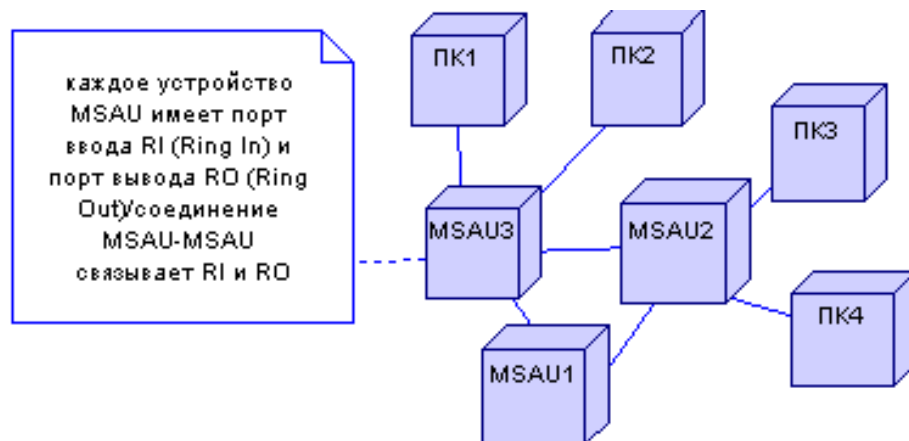 каждое устройство
MSAU имеет порт
ввода RI (Ring In) и
порт вывода RO (Ring
Out)/соединение
MSAU-MSAU
связывает RI и RO
ПК1
ПК2
ПК3
MSAU3
MSAU2
ПК4
MSAU1